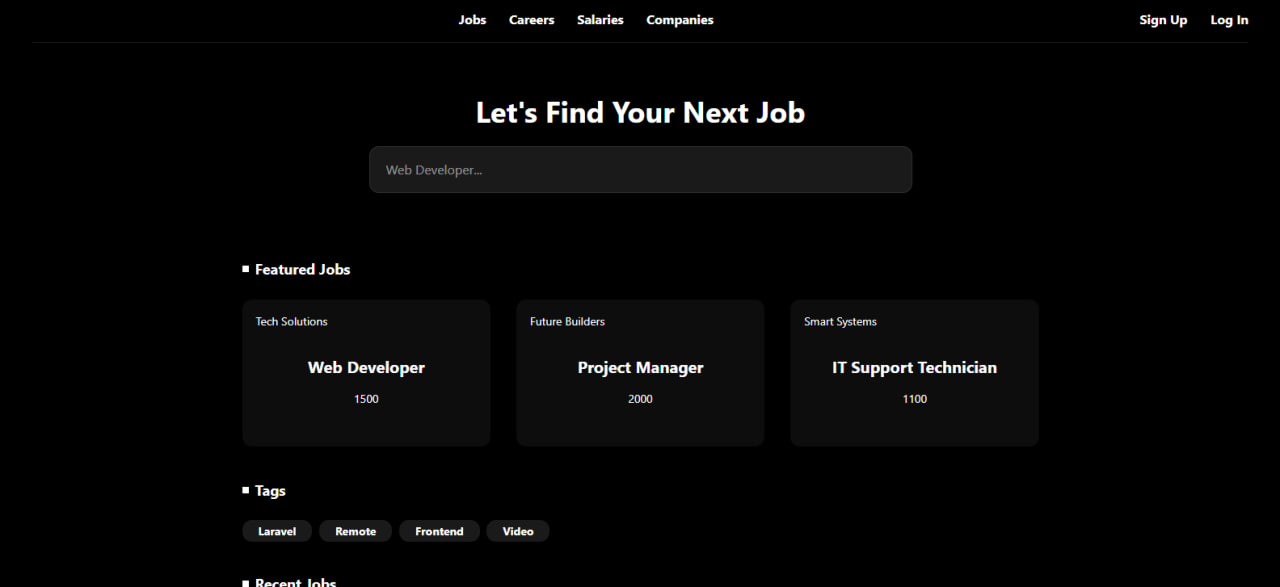 Jobs Careers Salaries Companies Sign Up Log In
Let's Find Your Next Job
Web Developer...
Featured Jobs
Tech Solutions Future Builders Smart Systems
Web Developer Project Manager IT Support Technician
1500 2000 1100
Tags
Laravel Remote Frontend Video
Recent Jobs